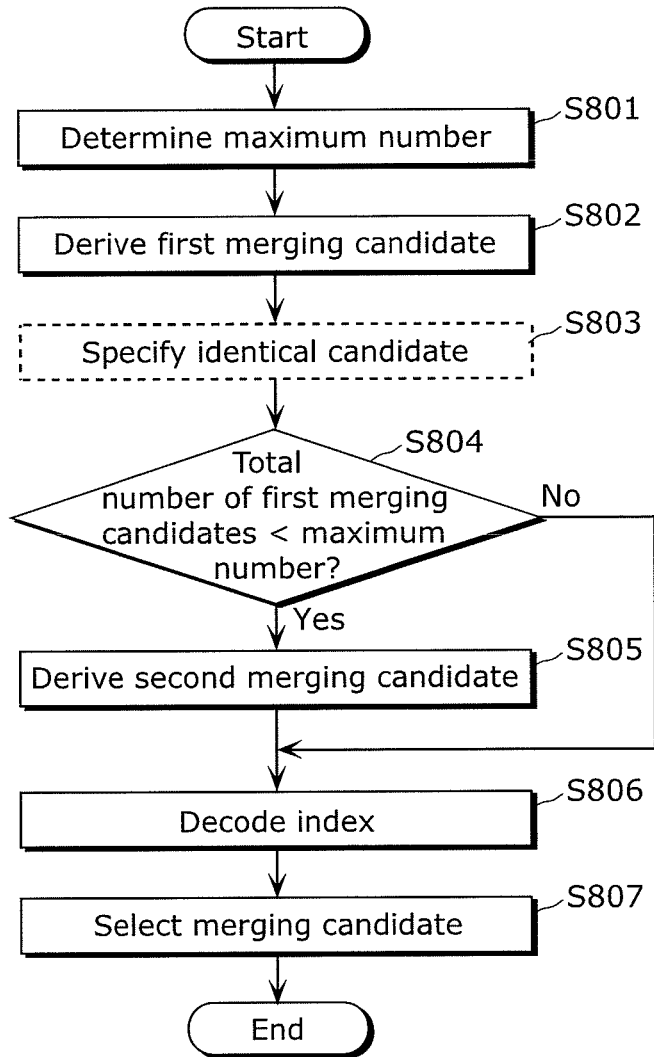 Start
S801
Determine maximum number
S802
Derive first merging candidate
S803
Specify identical candidate
S804
Total
number of first merging
candidates < maximum
number?
No
Yes
S805
Derive second merging candidate
S806
Decode index
S807
Select merging candidate
End